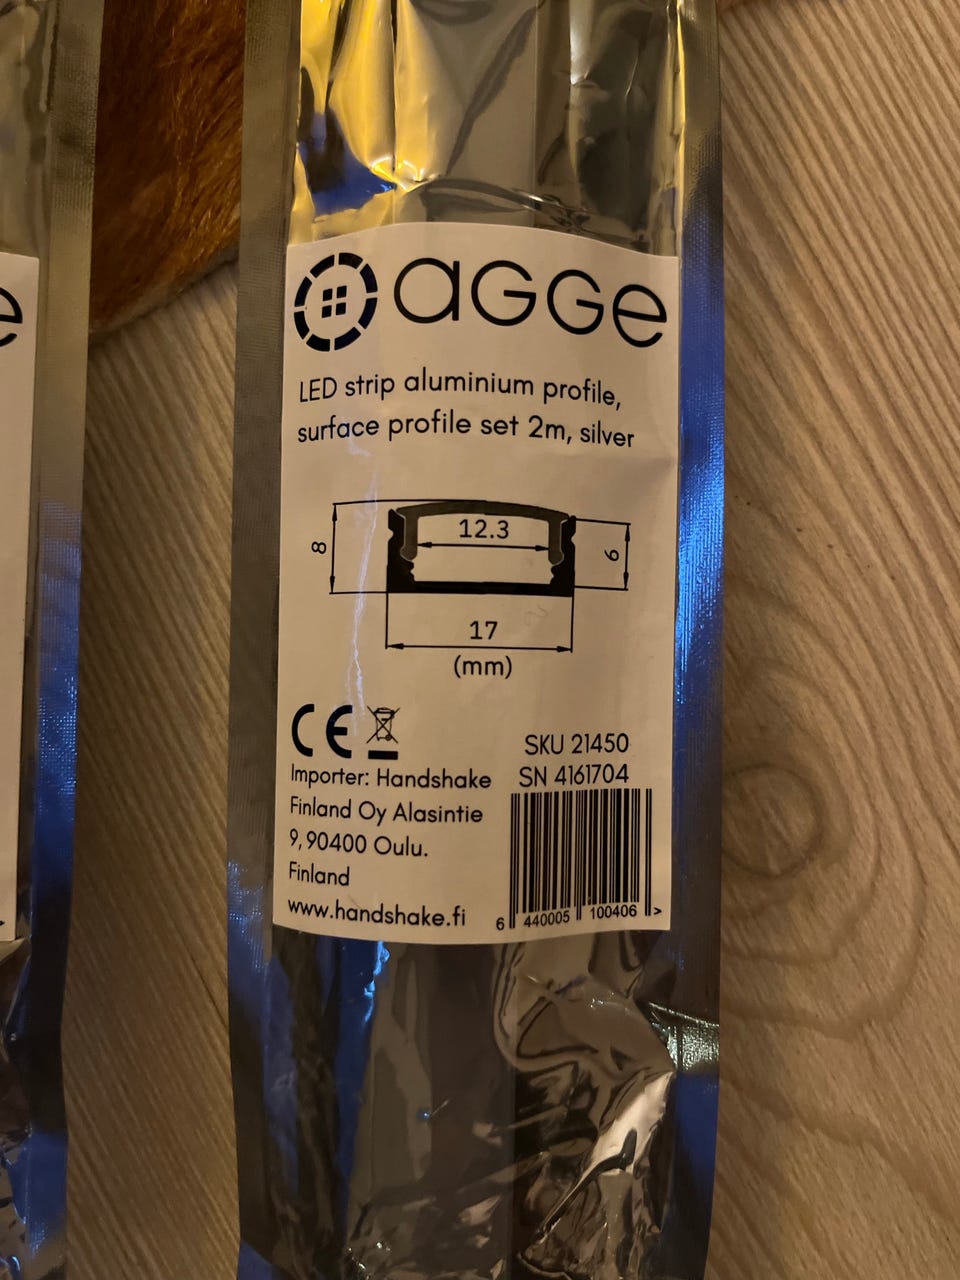 aGGe
LED strip aluminium profile,
surface profile set 2m, silver
12.3
8
6
17
(mm)
CE
SKU 21450
SN 4161704
Importer: Handshake
Finland Oy Alasintie
9, 90400 Oulu.
Finland
www.handshake.fi
6 440005 100406 >
e